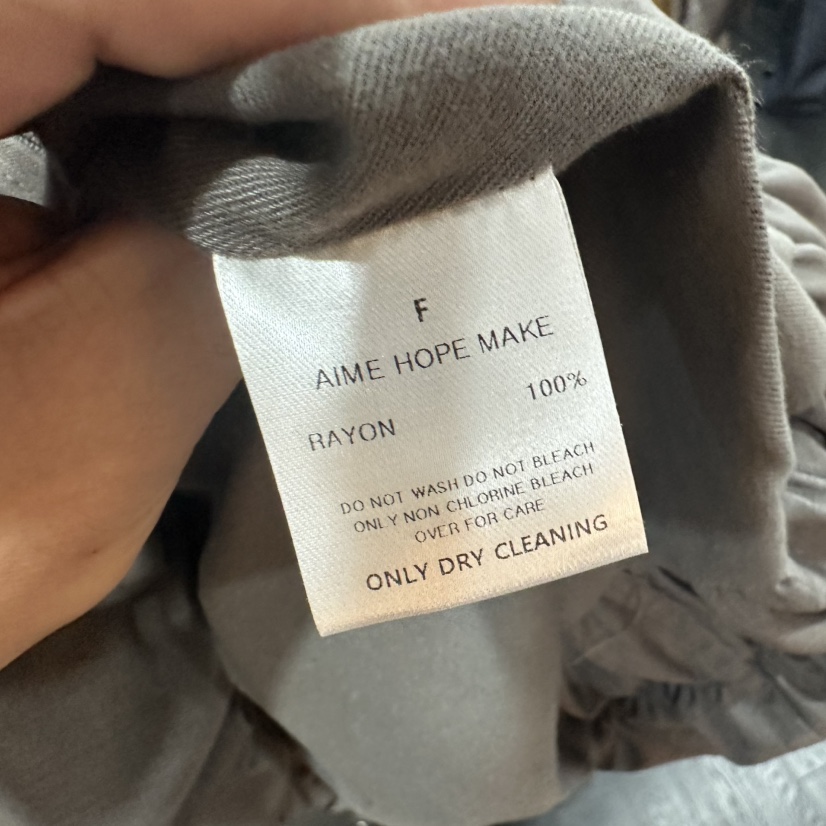 F
AIME HOPE MAKE
100%
RAYON
DO NOT WASH DO NOT BLEACH
ONLY NON CHLORINE BLEACH
OVER FOR CARE
ONLY DRY CLEANING